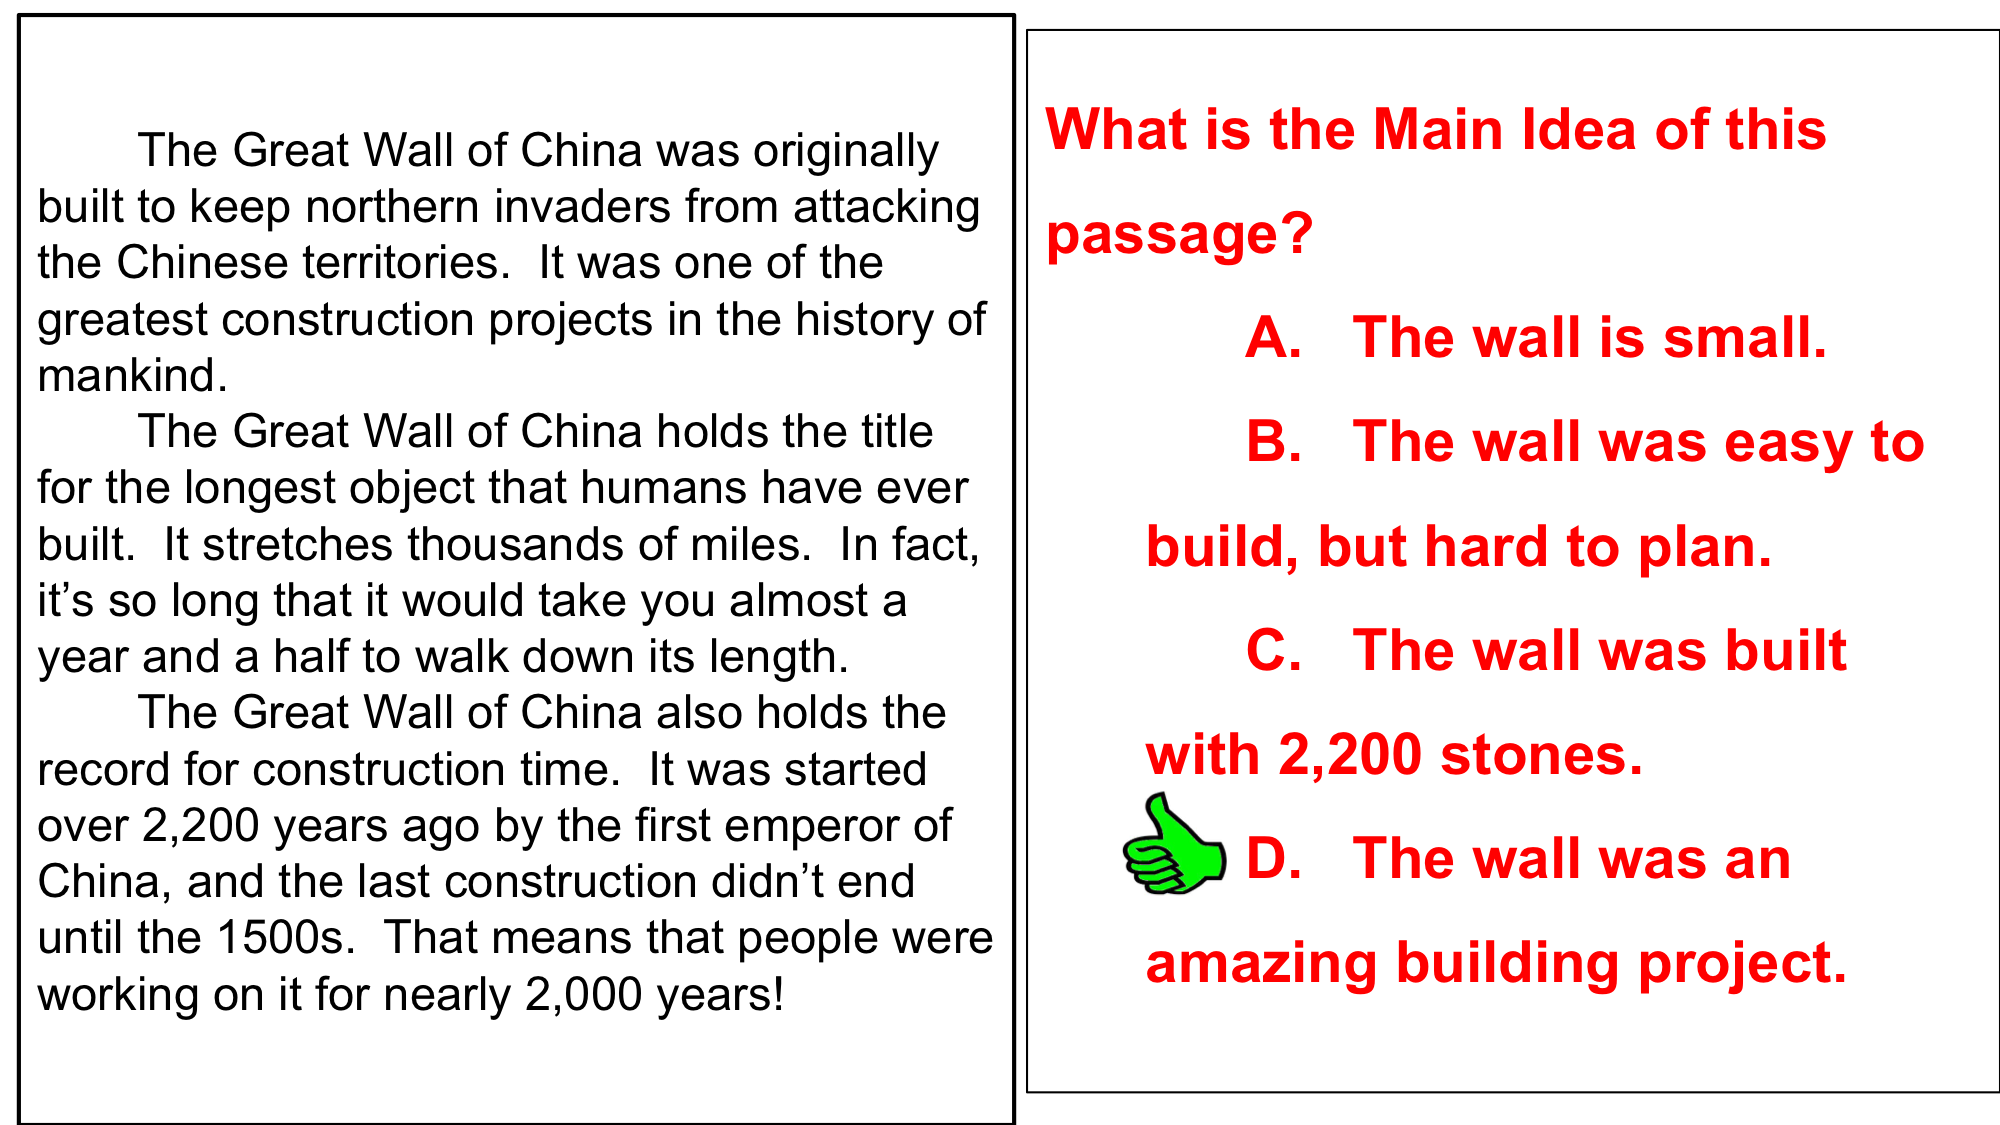 The Great Wall of China was originally
built to keep northern invaders from attacking
the Chinese territories.  It was one of the
greatest construction projects in the history of
mankind.
The Great Wall of China holds the title
for the longest object that humans have ever
built.  It stretches thousands of miles.  In fact,
it’s so long that it would take you almost a
year and a half to walk down its length.
The Great Wall of China also holds the
record for construction time.  It was started
over 2,200 years ago by the first emperor of
China, and the last construction didn’t end
until the 1500s.  That means that people were
working on it for nearly 2,000 years!
What is the Main Idea of this
passage?
A.   The wall is small.
B.   The wall was easy to
build, but hard to plan.
C.   The wall was built
with 2,200 stones.
D.   The wall was an
amazing building project.